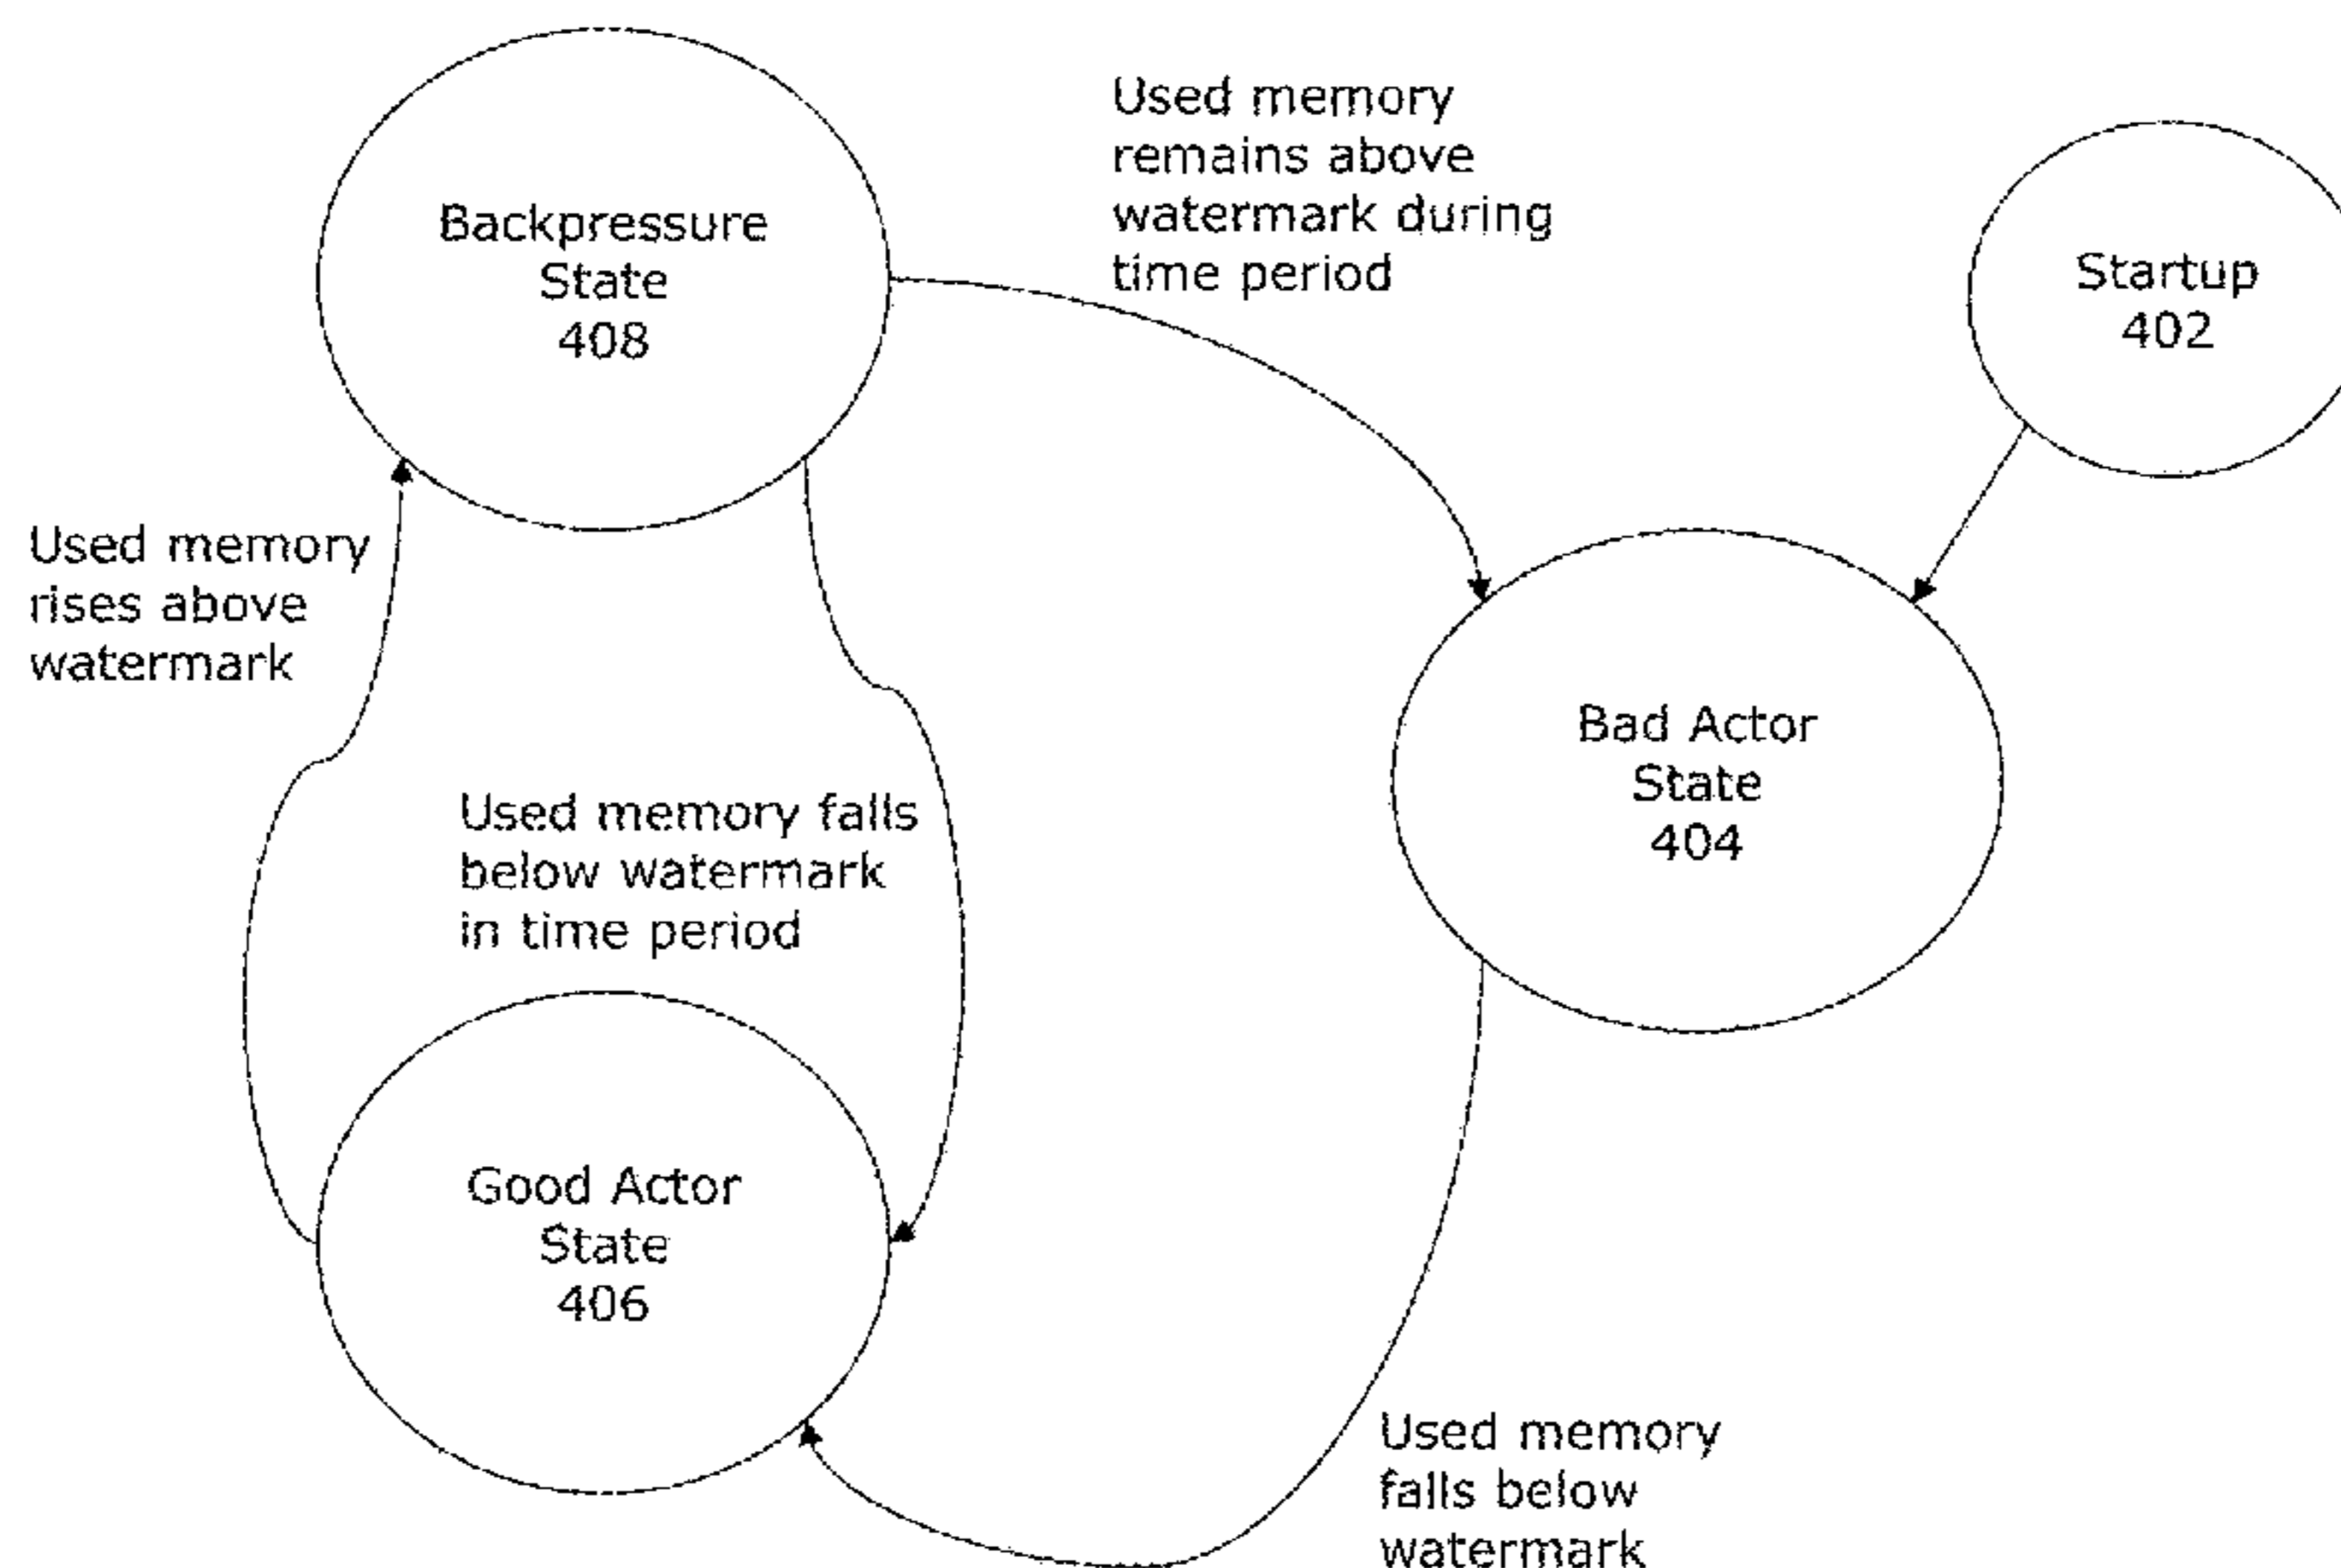 Used memory
remains above
watermark during
time period
Backpressure
State
408
Startup
402
Used memory
rises above
watermark
Bad Actor
State
404
Used memory falls
below watermark
in time period
Good Actor
State
406
Used memory
falls below
watermark